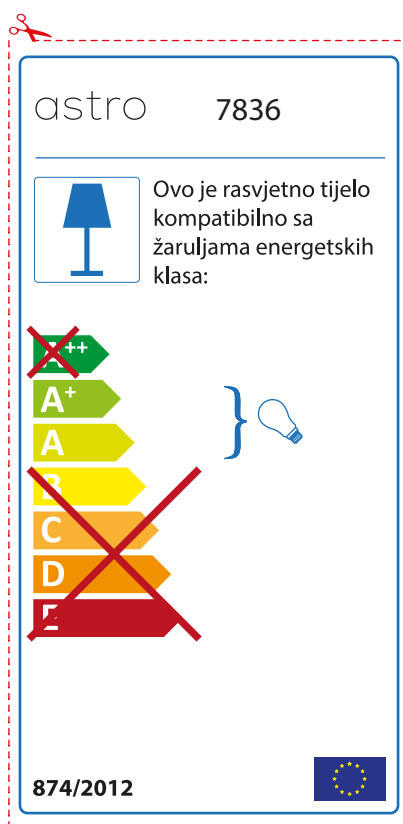 astro 7836
Ovo je rasvjetno tijelo
kompatibilno sa
žaruljama energetskih
klasa:
A++
A+
A
B
C
D
E
874/2012